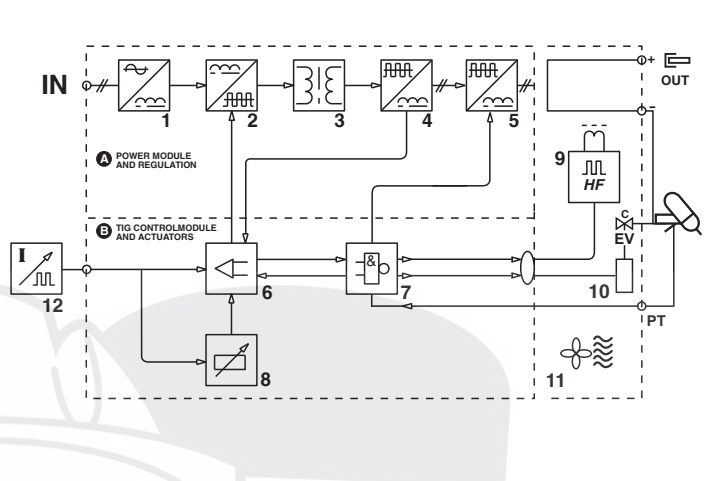 IN
1
2
3
4
5
+
OUT
-
A POWER MODULE
AND REGULATION
9
HF
B TIG CONTROLMODULE
AND ACTUATORS
C
EV
I
&
12
6
7
10
PT
8
11